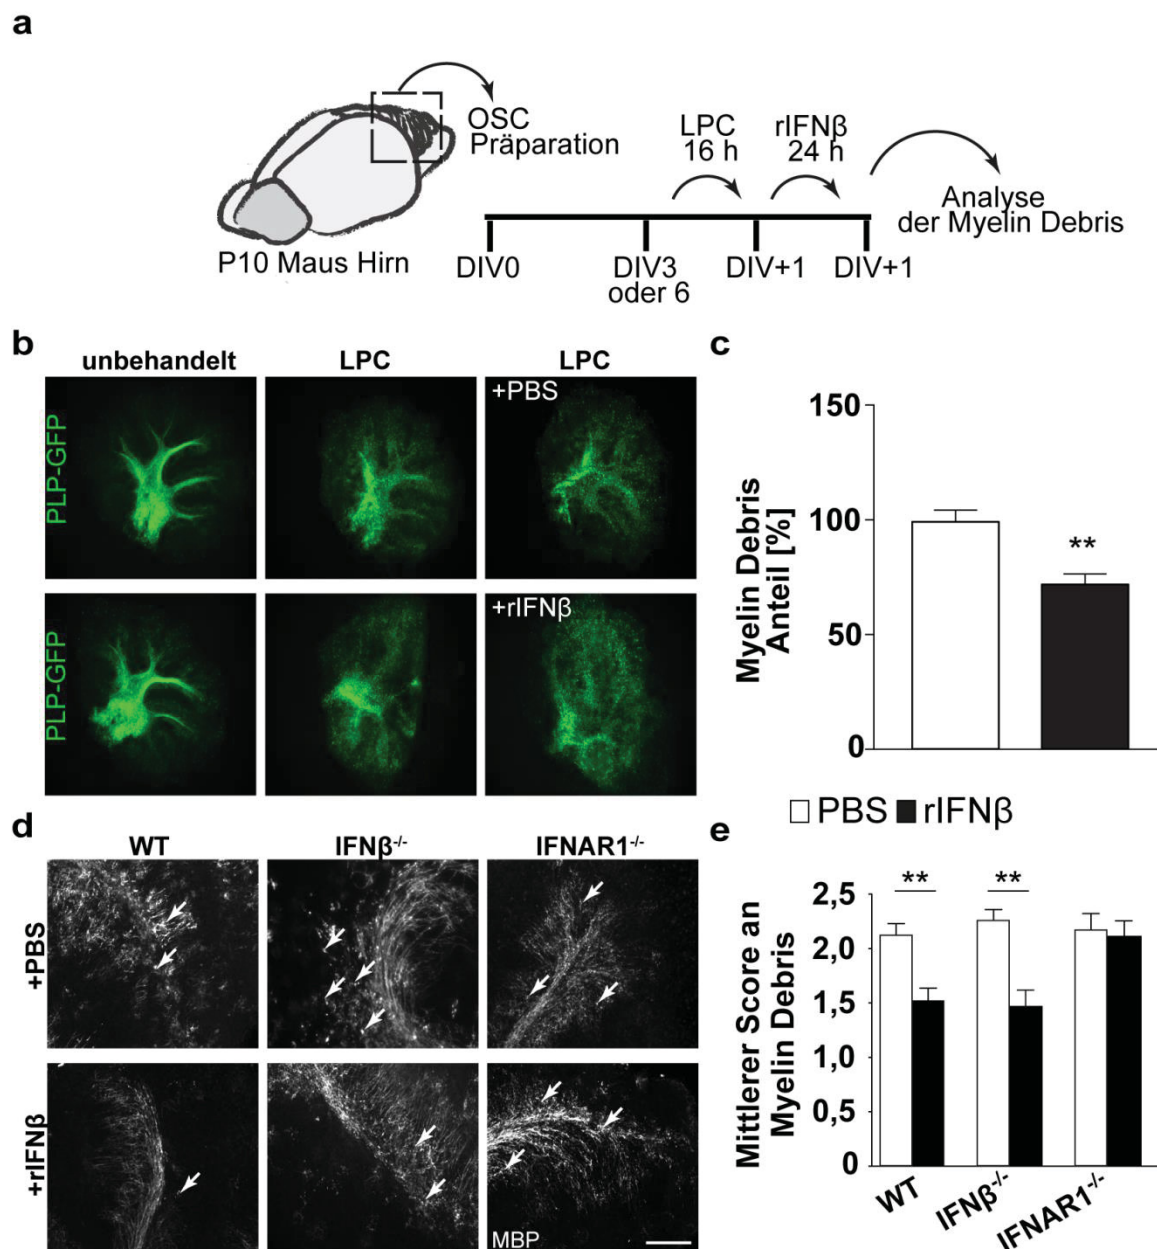 a
OSC
Präparation
P10 Maus Hirn
LPC
16 h
rIFNβ
24 h
Analyse
der Myelin Debris
DIV0
DIV3
oder 6
DIV+1
DIV+1
b
unbehandelt
LPC
LPC
PLP-GFP
+PBS
PLP-GFP
+rIFNβ
c
Myelin Debris
Anteil [%]
150
100
50
0
**
PBS
rIFNβ
d
WT
IFNβ-/-
IFNAR1-/-
+PBS
+rIFNβ
MBP
e
Mittlerer Score an
Myelin Debris
2,5
2,0
1,5
1,0
0,5
0
**
**
WT
IFNβ-/-
IFNAR1-/-